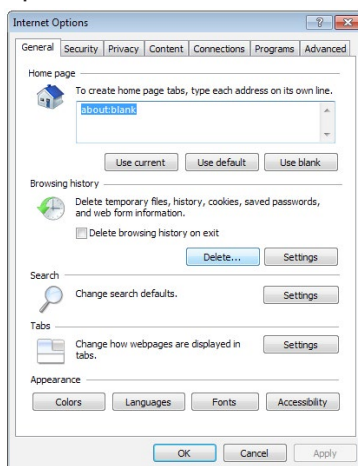 Internet Options
General Security Privacy Content Connections Programs Advanced
Home page
To create home page tabs, type each address on its own line.
about:blank
Use current Use default Use blank
Browsing history
Delete temporary files, history, cookies, saved passwords,
and web form information.
Delete browsing history on exit
Delete... Settings
Search
Change search defaults. Settings
Tabs
Change how webpages are displayed in
tabs.
Settings
Appearance
Colors Languages Fonts Accessibility
OK Cancel Apply